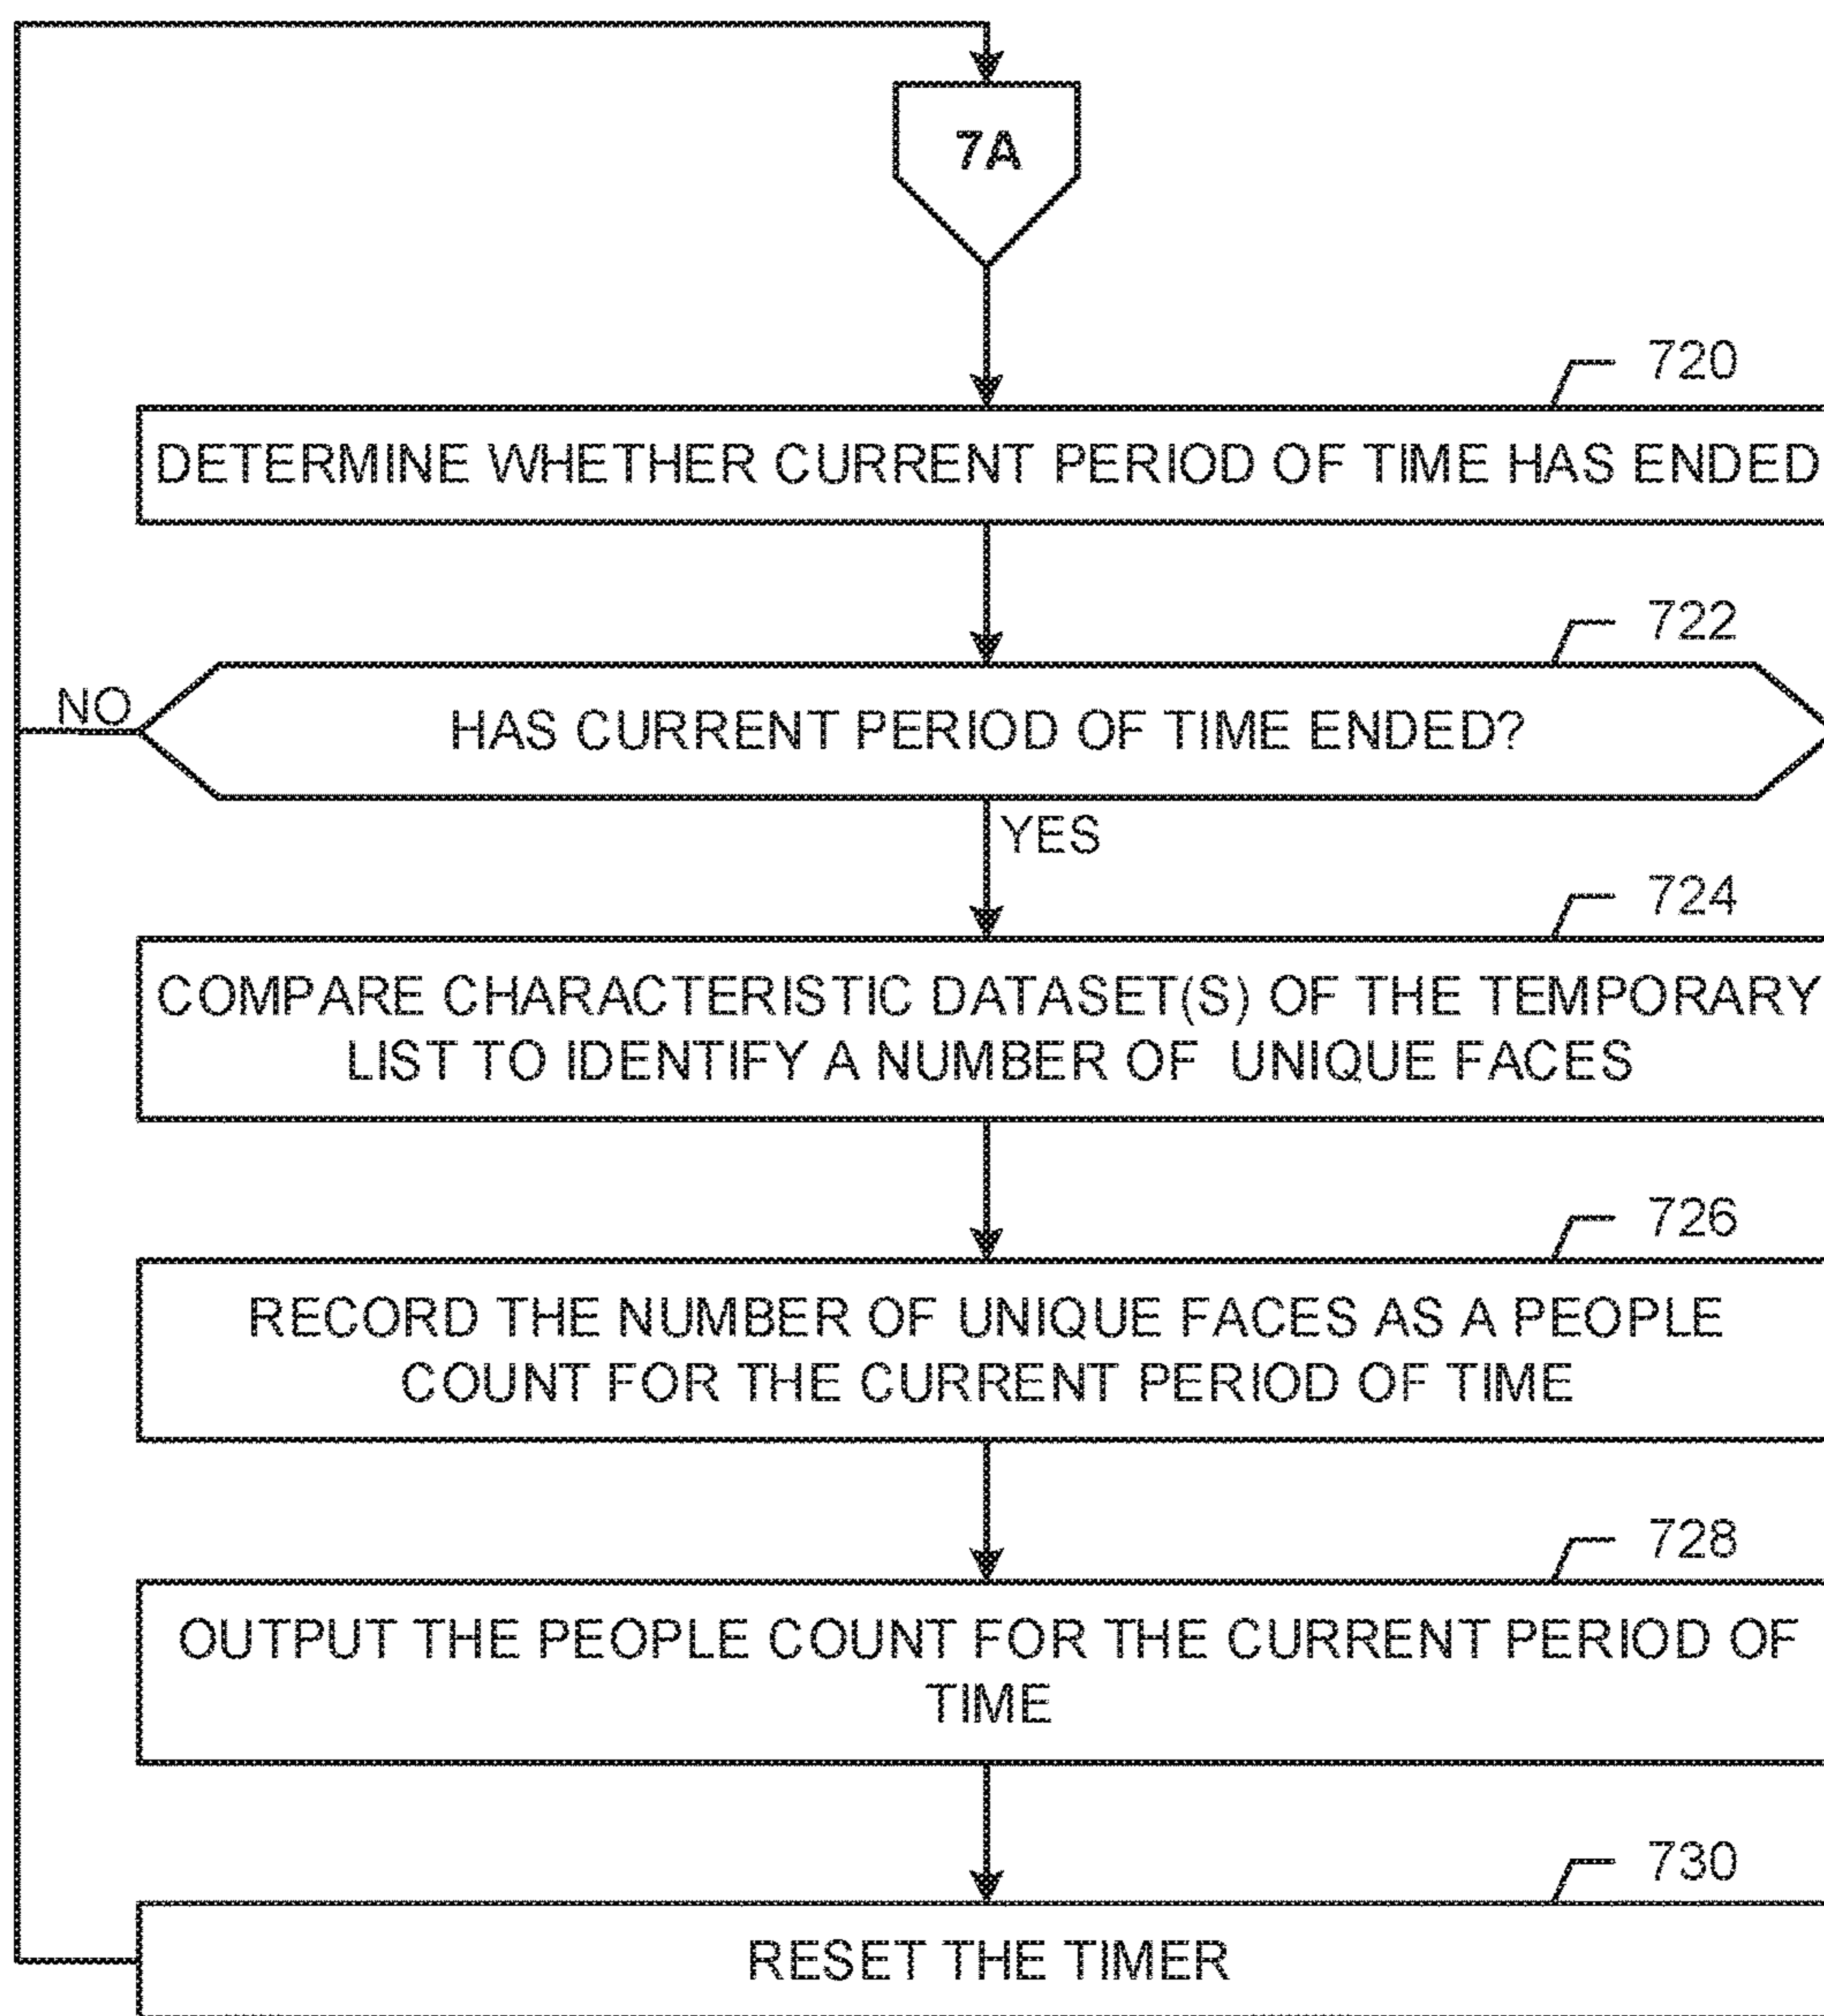 7A
720
DETERMINE WHETHER CURRENT PERIOD OF TIME HAS ENDED
722
NO
HAS CURRENT PERIOD OF TIME ENDED?
YES
724
COMPARE CHARACTERISTIC DATASET(S) OF THE TEMPORARY
LIST TO IDENTIFY A NUMBER OF UNIQUE FACES
726
RECORD THE NUMBER OF UNIQUE FACES AS A PEOPLE
COUNT FOR THE CURRENT PERIOD OF TIME
728
OUTPUT THE PEOPLE COUNT FOR THE CURRENT PERIOD OF
TIME
730
RESET THE TIMER